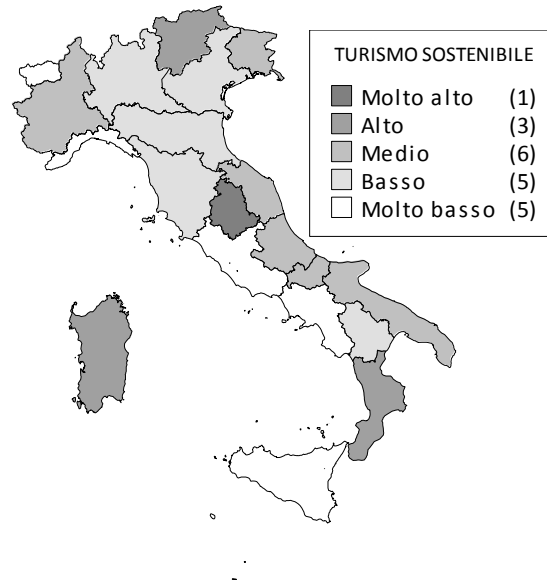 TURISMO SOSTENIBILE
Molto alto (1)
Alto (3)
Medio (6)
Basso (5)
Molto basso (5)